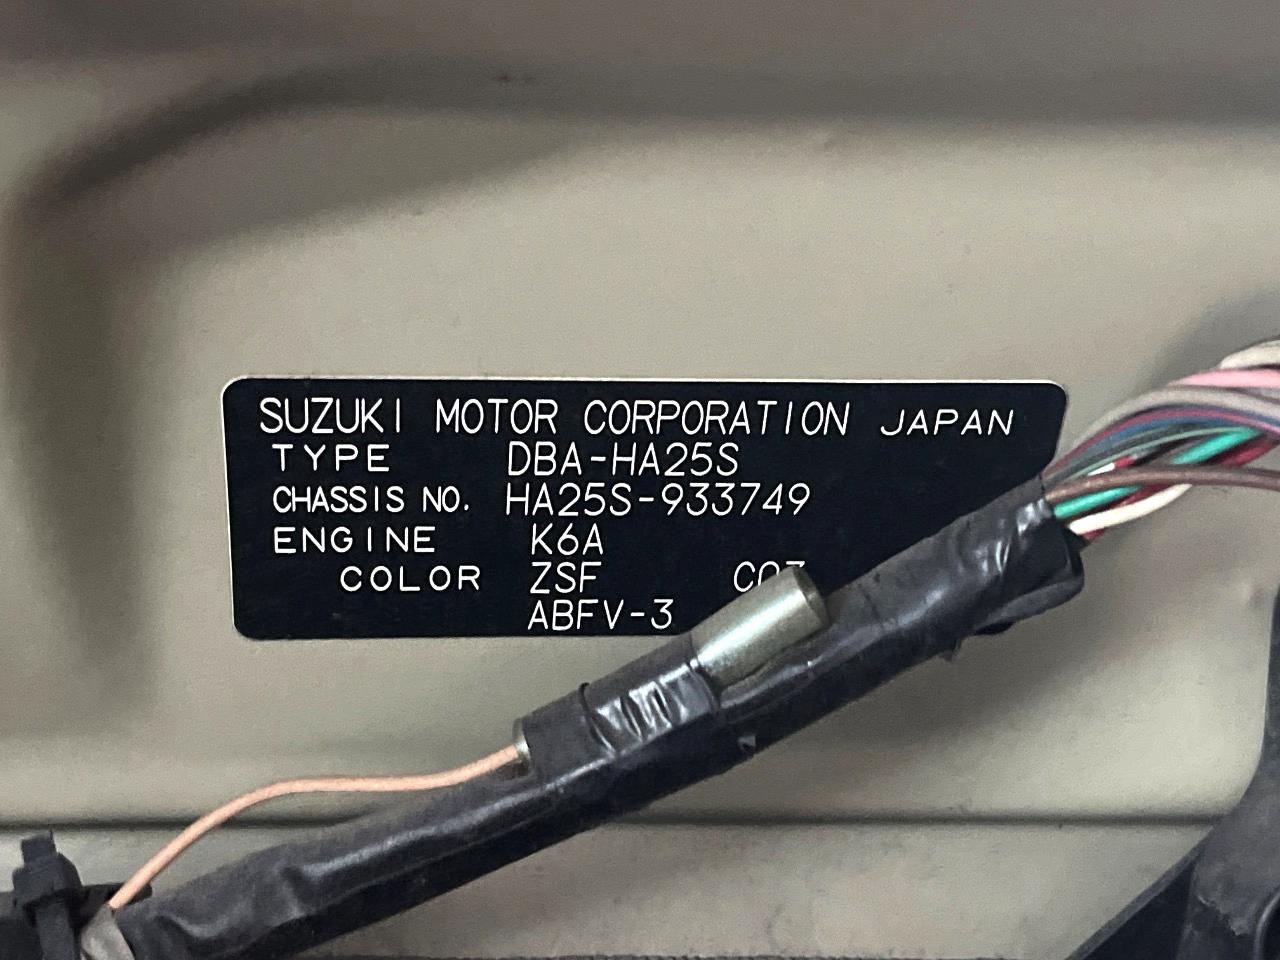 SUZUKI MOTOR CORPORATION JAPAN
TYPE DBA-HA25S
CHASSIS NO. HA25S-933749
ENGINE K6A
COLOR ZSF
ABFV-3